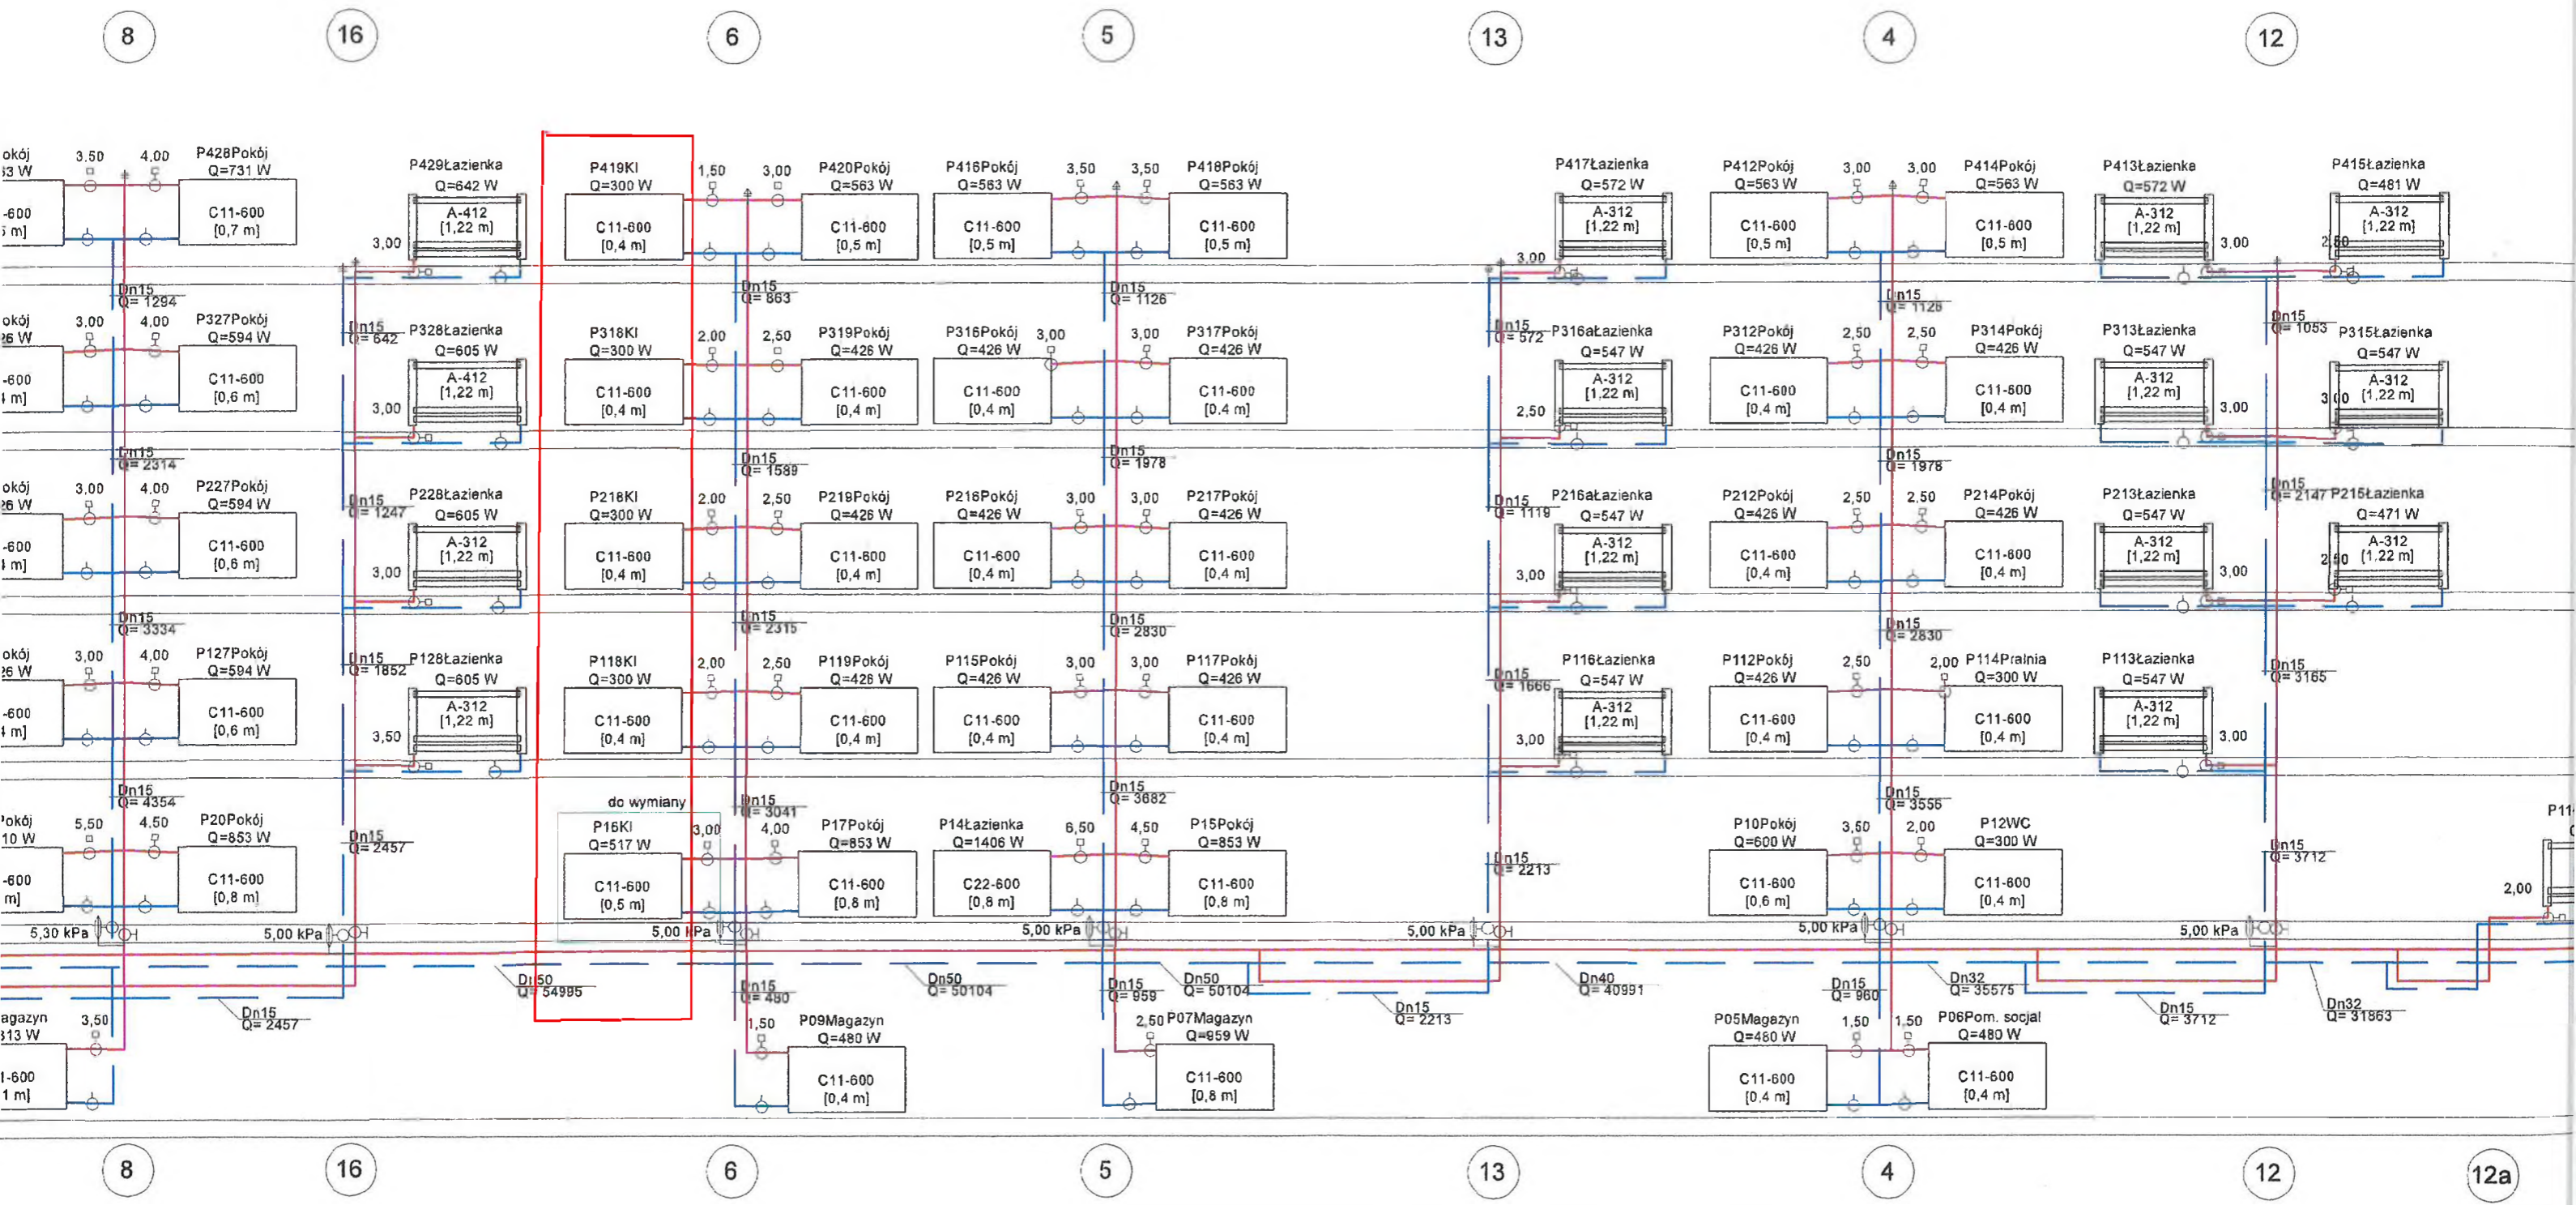 8
16
6
5
13
4
12
okój
3,50
4,00
P428Pokój
Q=731 W
-600
C11-600
[0,7 m]
P429Łazienka
Q=642 W
A-412
[1,22 m]
3,00
P419Kl
Q=300 W
C11-600
[0,4 m]
1,50
3,00
P420Pokój
Q=563 W
C11-600
[0,5 m]
P416Pokój
Q=563 W
C11-600
[0,5 m]
3,50
3,50
P418Pokój
Q=563 W
C11-600
[0,5 m]
P417Łazienka
Q=572 W
A-312
[1,22 m]
3,00
P412Pokój
Q=563 W
C11-600
[0,5 m]
3,00
3,00
P414Pokój
Q=563 W
C11-600
[0,5 m]
P413Łazienka
Q=572 W
A-312
[1,22 m]
3,00
P415Łazienka
Q=481 W
A-312
[1,22 m]
2,50
Dn15
Q= 1294
Dn15
Q= 642
Dn15
Q= 863
Dn15
Q= 1126
Dn15
Q= 572
Dn15
Q= 1126
Dn15
Q= 1053
okój
26 W
3,00
4,00
P327Pokój
Q=594 W
-600
C11-600
[0,6 m]
P328Łazienka
Q=605 W
A-412
[1,22 m]
3,00
P318Kl
Q=300 W
C11-600
[0,4 m]
2,00
2,50
P319Pokój
Q=426 W
C11-600
[0,4 m]
P316Pokój
Q=426 W
C11-600
[0,4 m]
3,00
3,00
P317Pokój
Q=426 W
C11-600
[0,4 m]
P316aŁazienka
Q=547 W
A-312
[1,22 m]
2,50
P312Pokój
Q=426 W
C11-600
[0,4 m]
2,50
2,50
P314Pokój
Q=426 W
C11-600
[0,4 m]
P313Łazienka
Q=547 W
A-312
[1,22 m]
3,00
P315Łazienka
Q=547 W
A-312
[1,22 m]
3,00
Dn15
Q= 2314
Dn15
Q= 1247
Dn15
Q= 1589
Dn15
Q= 1978
Dn15
Q= 1119
Dn15
Q= 1978
Dn15
Q= 2147
okój
26 W
3,00
4,00
P227Pokój
Q=594 W
-600
C11-600
[0,6 m]
P228Łazienka
Q=605 W
A-312
[1,22 m]
3,00
P218Kl
Q=300 W
C11-600
[0,4 m]
2,00
2,50
P219Pokój
Q=426 W
C11-600
[0,4 m]
P216Pokój
Q=426 W
C11-600
[0,4 m]
3,00
3,00
P217Pokój
Q=426 W
C11-600
[0,4 m]
P216aŁazienka
Q=547 W
A-312
[1,22 m]
3,00
P212Pokój
Q=426 W
C11-600
[0,4 m]
2,50
2,50
P214Pokój
Q=426 W
C11-600
[0,4 m]
P213Łazienka
Q=547 W
A-312
[1,22 m]
3,00
P215Łazienka
Q=471 W
A-312
[1,22 m]
2,50
Dn15
Q= 3334
Dn15
Q= 1852
Dn15
Q= 2315
Dn15
Q= 2830
Dn15
Q= 1666
Dn15
Q= 2830
Dn15
Q= 3165
okój
26 W
3,00
4,00
P127Pokój
Q=594 W
-600
C11-600
[0,6 m]
P128Łazienka
Q=605 W
A-312
[1,22 m]
3,50
P118Kl
Q=300 W
C11-600
[0,4 m]
2,00
2,50
P119Pokój
Q=426 W
C11-600
[0,4 m]
P115Pokój
Q=426 W
C11-600
[0,4 m]
3,00
3,00
P117Pokój
Q=426 W
C11-600
[0,4 m]
P116Łazienka
Q=547 W
A-312
[1,22 m]
3,00
P112Pokój
Q=426 W
C11-600
[0,4 m]
2,50
2,00
P114Pralnia
Q=300 W
C11-600
[0,4 m]
P113Łazienka
Q=547 W
A-312
[1,22 m]
3,00
Dn15
Q= 4354
Dn15
Q= 2457
do wymiany
Dn15
Q= 3041
Dn15
Q= 3682
Dn15
Q= 2213
Dn15
Q= 3556
Dn15
Q= 3712
10 W
5,50
4,50
P20Pokój
Q=853 W
-600
m]
C11-600
[0,8 m]
P16Kl
Q=517 W
C11-600
[0,5 m]
3,00
4,00
P17Pokój
Q=853 W
C11-600
[0,8 m]
P14Łazienka
Q=1406 W
C22-600
[0,8 m]
6,50
4,50
P15Pokój
Q=853 W
C11-600
[0,8 m]
P10Pokój
Q=600 W
C11-600
[0,6 m]
3,50
2,00
P12WC
Q=300 W
C11-600
[0,4 m]
P11
2,00
5,30 kPa
5,00 kPa
5,00 kPa
5,00 kPa
5,00 kPa
5,00 kPa
5,00 kPa
Dn15
Q= 2457
Dn50
Q= 54995
Dn15
Q= 480
Dn50
Q= 50104
Dn15
Q= 959
Dn50
Q= 50104
Dn15
Q= 2213
Dn40
Q= 40991
Dn15
Q= 960
Dn32
Q= 35575
Dn15
Q= 3712
Dn32
Q= 31863
agazyn
313 W
3,50
1-600
1 m]
1,50
P09Magazyn
Q=480 W
C11-600
[0,4 m]
2,50
P07Magazyn
Q=959 W
C11-600
[0,8 m]
P05Magazyn
Q=480 W
C11-600
[0,4 m]
1,50
1,50
P06Pom. socjal
Q=480 W
C11-600
[0,4 m]
8
16
6
5
13
4
12
12a